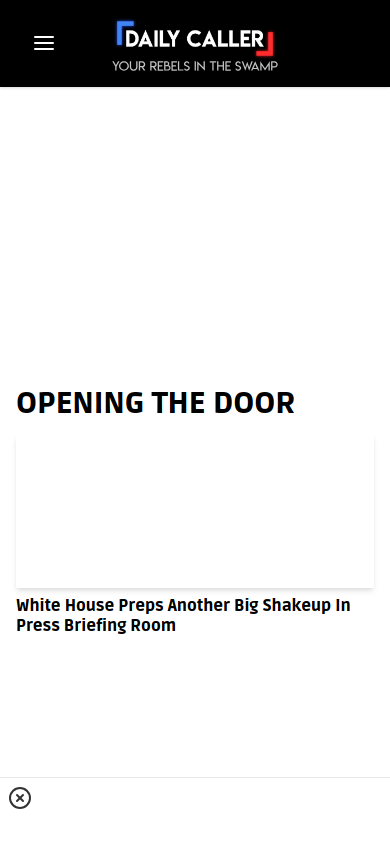 DAILY CALLER
YOUR REBELS IN THE SWAMP
OPENING THE DOOR
White House Preps Another Big Shakeup In
Press Briefing Room